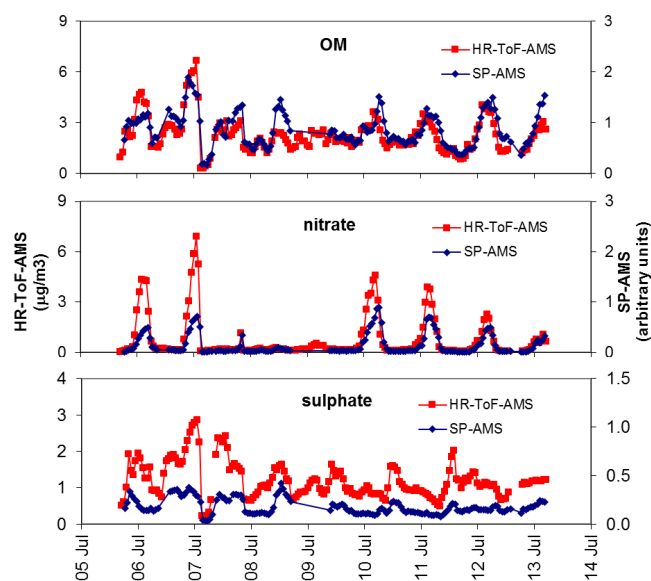 9
6
3
0
OM
HR-ToF-AMS
SP-AMS
3
2
1
0
9
6
3
0
nitrate
HR-ToF-AMS
SP-AMS
3
2
1
0
HR-ToF-AMS
(µg/m3)
SP-AMS
(arbitrary units)
4
3
2
1
0
sulphate
HR-ToF-AMS
SP-AMS
1.5
1.0
0.5
0.0
05 Jul
06 Jul
07 Jul
08 Jul
09 Jul
10 Jul
11 Jul
12 Jul
13 Jul
14 Jul